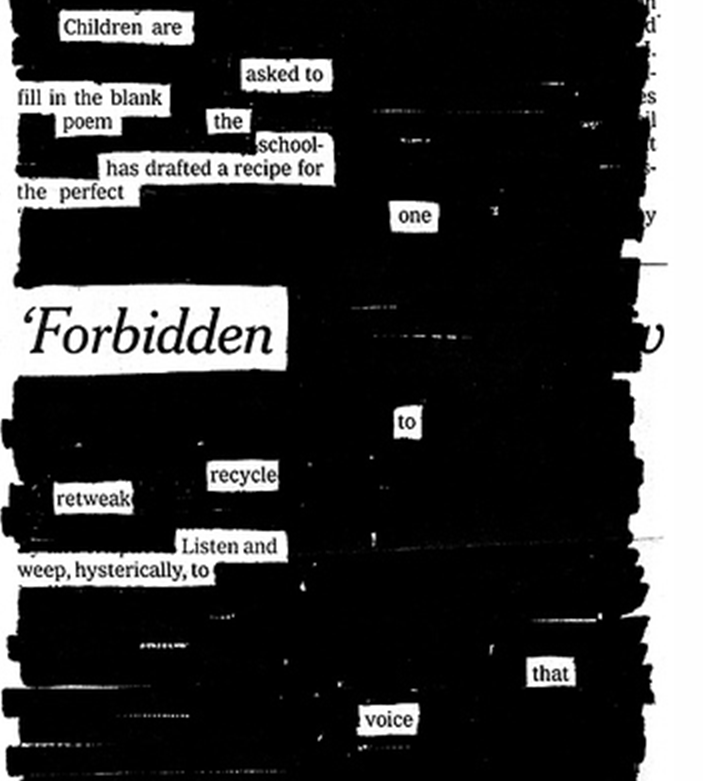 Children are
asked to
fill in the blank
poem the
school-
has drafted a recipe for
the perfect
one
‘Forbidden
to
recycle
retweak
Listen and
weep, hysterically, to
that
voice